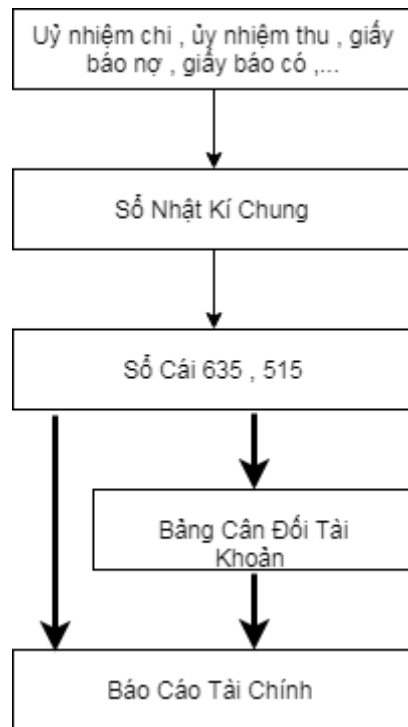 Uỷ nhiệm chi , ủy nhiệm thu , giấy
báo nợ , giấy báo có ,...
Sổ Nhật Kí Chung
Sổ Cái 635 , 515
Bảng Cân Đối Tài
Khoản
Báo Cáo Tài Chính